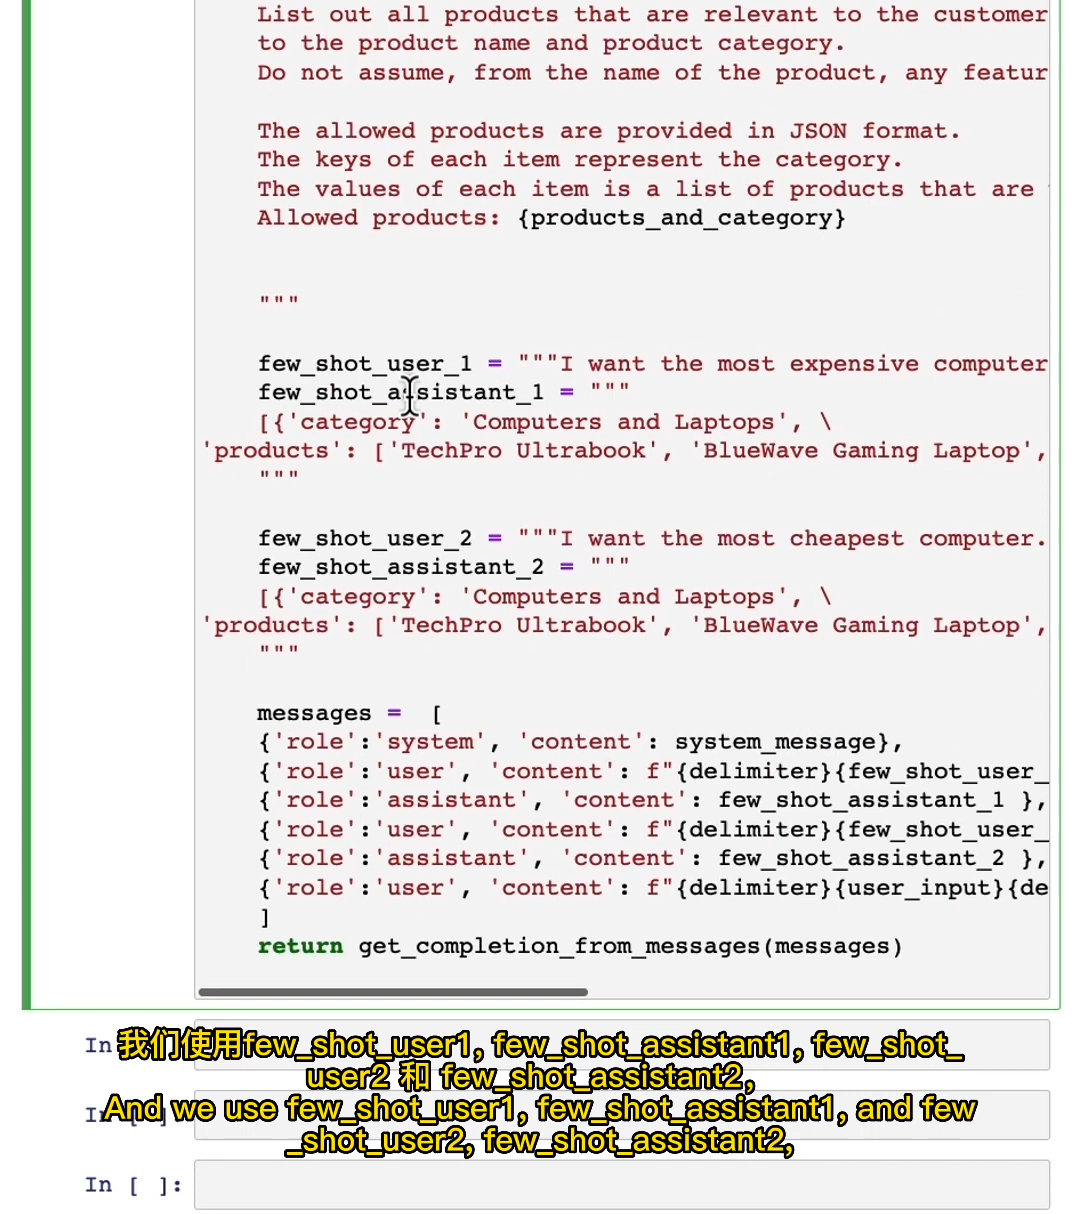 List out all products that are relevant to the customer
to the product name and product category.
Do not assume, from the name of the product, any featur
The allowed products are provided in JSON format.
The keys of each item represent the category.
The values of each item is a list of products that are
Allowed products: {products_and_category}
"""
few_shot_user_1 = """I want the most expensive computer
few_shot_assistant_1 = """
[{'category': 'Computers and Laptops', \
'products': ['TechPro Ultrabook', 'BlueWave Gaming Laptop',
"""
few_shot_user_2 = """I want the most cheapest computer.
few_shot_assistant_2 = """
[{'category': 'Computers and Laptops', \
'products': ['TechPro Ultrabook', 'BlueWave Gaming Laptop',
"""
messages =  [
{'role':'system', 'content': system_message},
{'role':'user', 'content': f"{delimiter}{few_shot_user_
{'role':'assistant', 'content': few_shot_assistant_1 },
{'role':'user', 'content': f"{delimiter}{few_shot_user_
{'role':'assistant', 'content': few_shot_assistant_2 },
{'role':'user', 'content': f"{delimiter}{user_input}{de
]
return get_completion_from_messages(messages)
In
我们使用few_shot_user1, few_shot_assistant1, few_shot_
user2 和 few_shot_assistant2,
And we use few_shot_user1, few_shot_assistant1, and few
_shot_user2, few_shot_assistant2,
In [ ]: